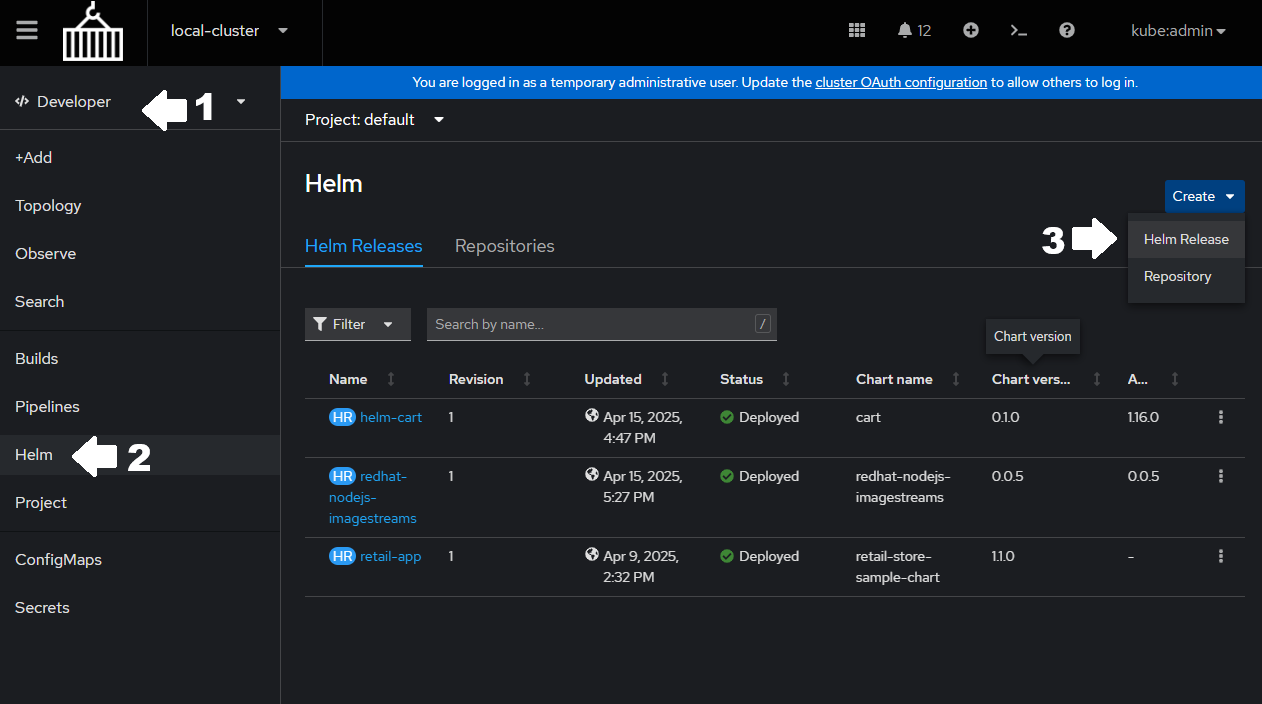 local-cluster
12
kube:admin
You are logged in as a temporary administrative user. Update the cluster OAuth configuration to allow others to log in.
Developer
1
Project: default
+Add
Topology
Observe
Search
Builds
Pipelines
Helm
2
Project
ConfigMaps
Secrets
Helm
Create
3
Helm Release
Repository
Helm Releases Repositories
Filter
Search by name...
/
Chart version
Name Revision Updated Status Chart name Chart vers... A...
HR helm-cart 1 Apr 15, 2025, Deployed cart 0.1.0 1.16.0
4:47 PM
HR redhat- 1 Apr 15, 2025, Deployed redhat-nodejs- 0.0.5 0.0.5
nodejs- 5:27 PM imagestreams
imagestreams
HR retail-app 1 Apr 9, 2025, Deployed retail-store- 1.1.0 -
2:32 PM sample-chart